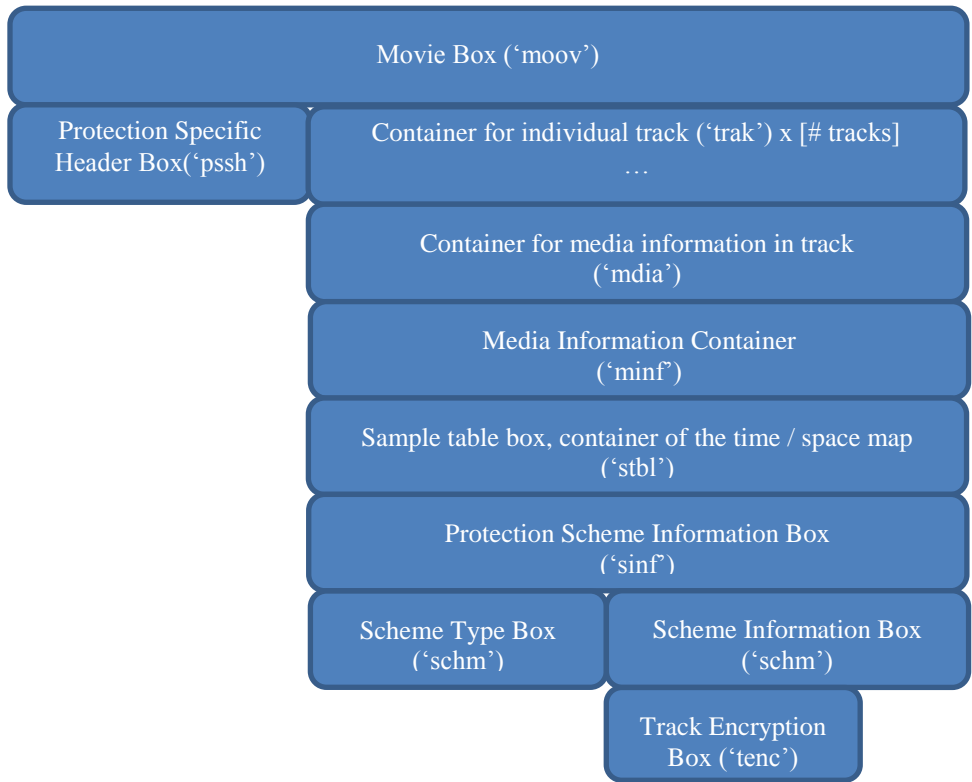 Movie Box (‘moov’)
Protection Specific
Header Box(‘pssh’)
Container for individual track (‘trak’) x [# tracks]
…
Container for media information in track
(‘mdia’)
Media Information Container
(‘minf’)
Sample table box, container of the time / space map
(‘stbl’)
Protection Scheme Information Box
(‘sinf’)
Scheme Type Box
(‘schm’)
Scheme Information Box
(‘schm’)
Track Encryption
Box (‘tenc’)